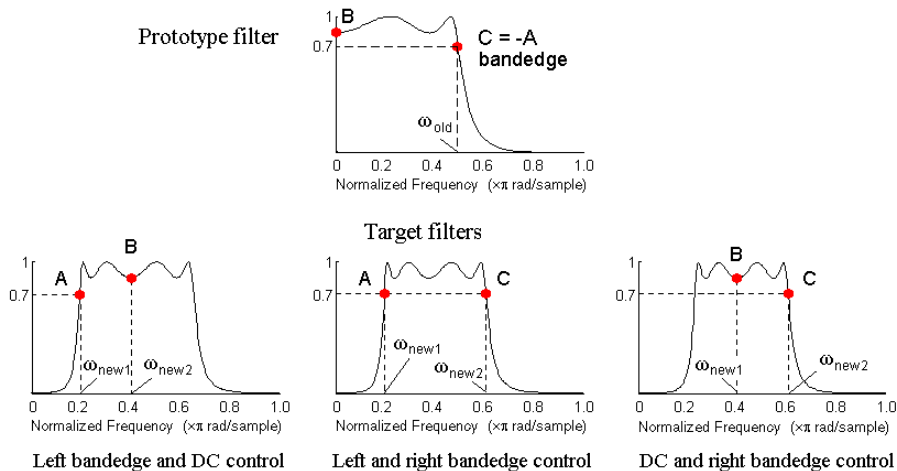 Prototype filter
1
B
0.7
C = -A
bandedge
ωold
0 0.2 0.4 0.6 0.8 1.0
Normalized Frequency (×π rad/sample)
Target filters
1
B
A
0.7
ωnew1
ωnew2
0 0.2 0.4 0.6 1.0
Normalized Frequency (×π rad/sample)
Left bandedge and DC control
1
A
C
0.7
ωnew1
ωnew2
0 0.2 0.4 0.6 0.8 1.0
Normalized Frequency (×π rad/sample)
Left and right bandedge control
1
B
C
0.7
ωnew1
ωnew2
0 0.2 0.4 0.6 0.8 1.0
Normalized Frequency (×π rad/sample)
DC and right bandedge control